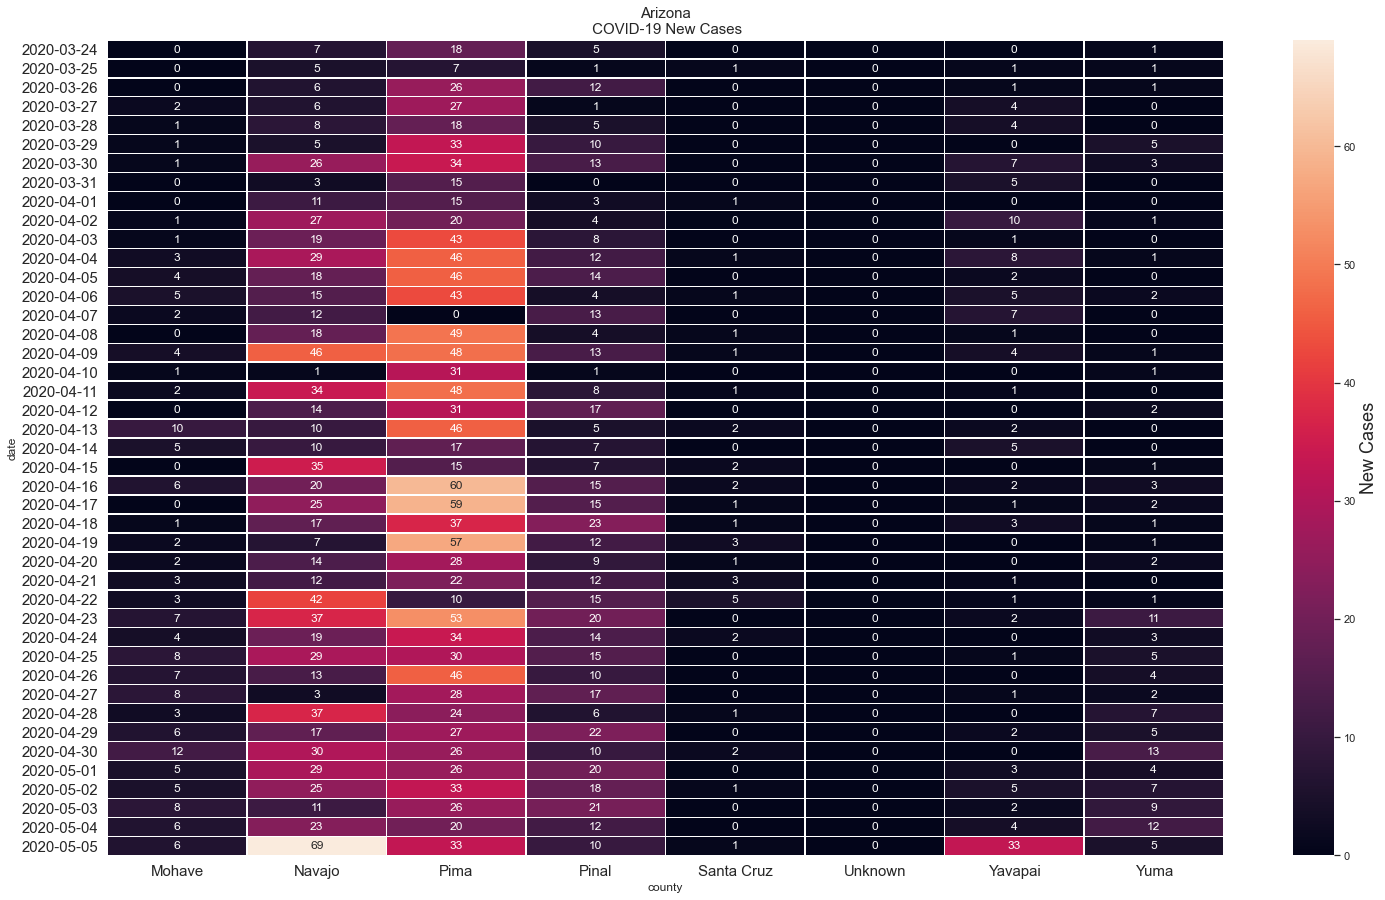 Arizona
COVID-19 New Cases
2020-03-24 0 7 18 5 0 0 0 1
2020-03-25 0 5 7 1 1 0 1 1
2020-03-26 0 6 26 12 0 0 1 1
2020-03-27 2 6 27 1 0 0 4 0
2020-03-28 1 8 18 5 0 0 4 0
2020-03-29 1 5 33 10 0 0 0 5
2020-03-30 1 26 34 13 0 0 7 3
2020-03-31 0 3 15 0 0 0 5 0
2020-04-01 0 11 15 3 1 0 0 0
2020-04-02 1 27 20 4 0 0 10 1
2020-04-03 1 19 43 8 0 0 1 0
2020-04-04 3 29 46 12 1 0 8 1
2020-04-05 4 18 46 14 0 0 2 0
2020-04-06 5 15 43 4 1 0 5 2
2020-04-07 2 12 0 13 0 0 7 0
2020-04-08 0 18 49 4 1 0 1 0
2020-04-09 4 46 48 13 1 0 4 1
2020-04-10 1 1 31 1 0 0 0 1
2020-04-11 2 34 48 8 1 0 1 0
2020-04-12 0 14 31 17 0 0 0 2
2020-04-13 10 10 46 5 2 0 2 0
2020-04-14 5 10 17 7 0 0 5 0
2020-04-15 0 35 15 7 2 0 0 1
2020-04-16 6 20 60 15 2 0 2 3
2020-04-17 0 25 59 15 1 0 1 2
2020-04-18 1 17 37 23 1 0 3 1
2020-04-19 2 7 57 12 3 0 0 1
2020-04-20 2 14 28 9 1 0 0 2
2020-04-21 3 12 22 12 3 0 1 0
2020-04-22 3 42 10 15 5 0 1 1
2020-04-23 7 37 53 20 0 0 2 11
2020-04-24 4 19 34 14 2 0 0 3
2020-04-25 8 29 30 15 0 0 1 5
2020-04-26 7 13 46 10 0 0 0 4
2020-04-27 8 3 28 17 0 0 1 2
2020-04-28 3 37 24 6 1 0 0 7
2020-04-29 6 17 27 22 0 0 2 5
2020-04-30 12 30 26 10 2 0 0 13
2020-05-01 5 29 26 20 0 0 3 4
2020-05-02 5 25 33 18 1 0 5 7
2020-05-03 8 11 26 21 0 0 2 9
2020-05-04 6 23 20 12 0 0 4 12
2020-05-05 6 69 33 10 1 0 33 5
Mohave Navajo Pima Pinal Santa Cruz Unknown Yavapai Yuma
county
date
60
50
40
30
20
10
0
New Cases